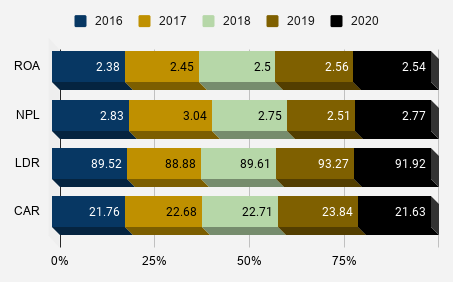 2016 2017 2018 2019 2020
ROA 2.38 2.45 2.5 2.56 2.54
NPL 2.83 3.04 2.75 2.51 2.77
LDR 89.52 88.88 89.61 93.27 91.92
CAR 21.76 22.68 22.71 23.84 21.63
0% 25% 50% 75%